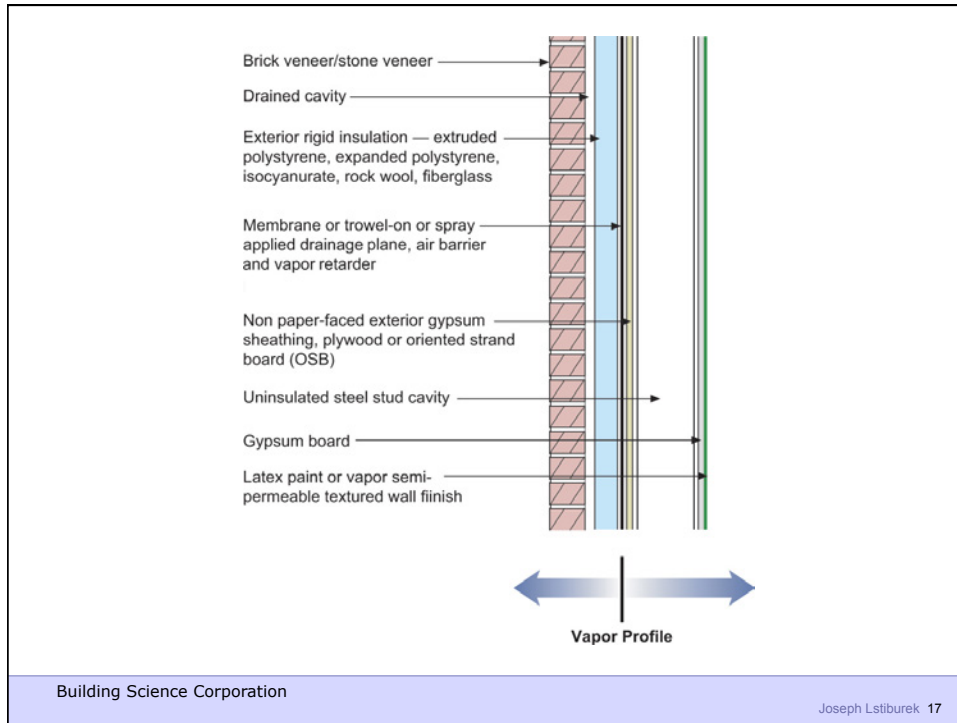 Brick veneer/stone veneer
Drained cavity
Exterior rigid insulation — extruded
polystyrene, expanded polystyrene,
isocyanurate, rock wool, fiberglass
Membrane or trowel-on or spray
applied drainage plane, air barrier
and vapor retarder
Non paper-faced exterior gypsum
sheathing, plywood or oriented strand
board (OSB)
Uninsulated steel stud cavity
Gypsum board
Latex paint or vapor semi-
permeable textured wall fiinish
Vapor Profile
Building Science Corporation
Joseph Lstiburek 17